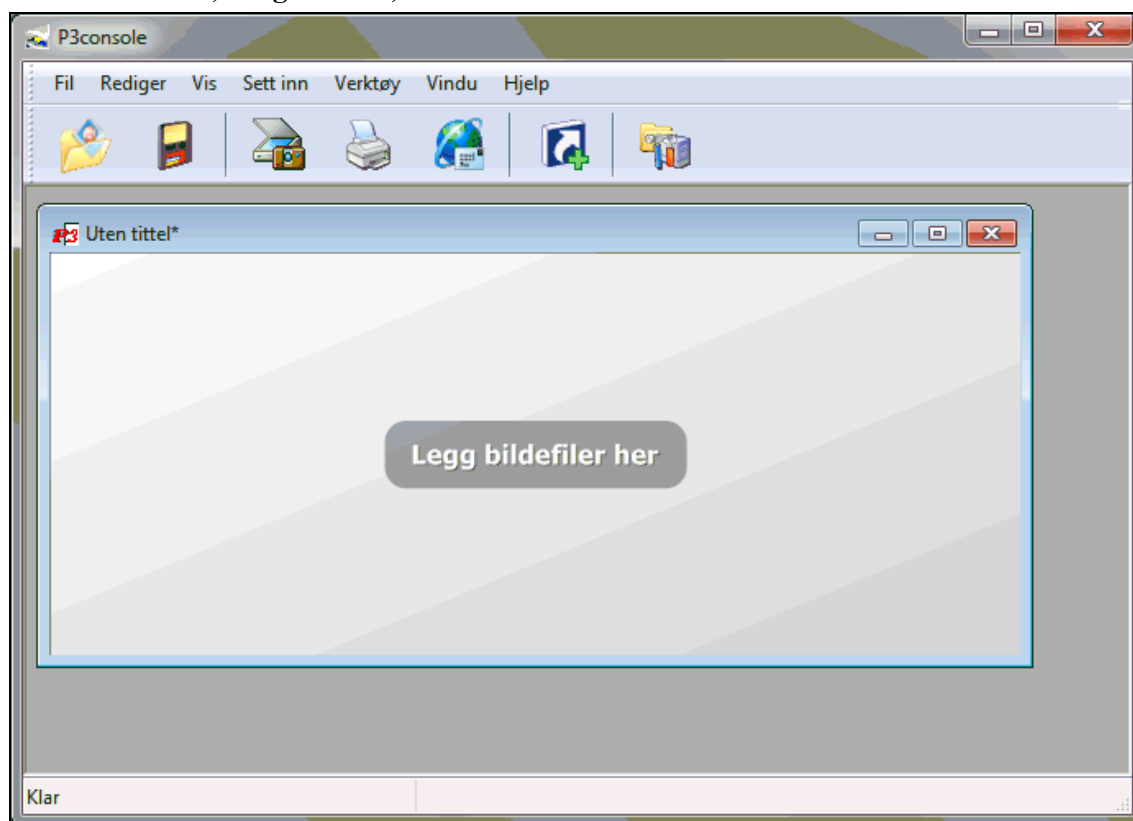 P3console
Fil Rediger Vis Sett inn Verktøy Vindu Hjelp
P3 Uten tittel*
Legg bildefiler her
Klar